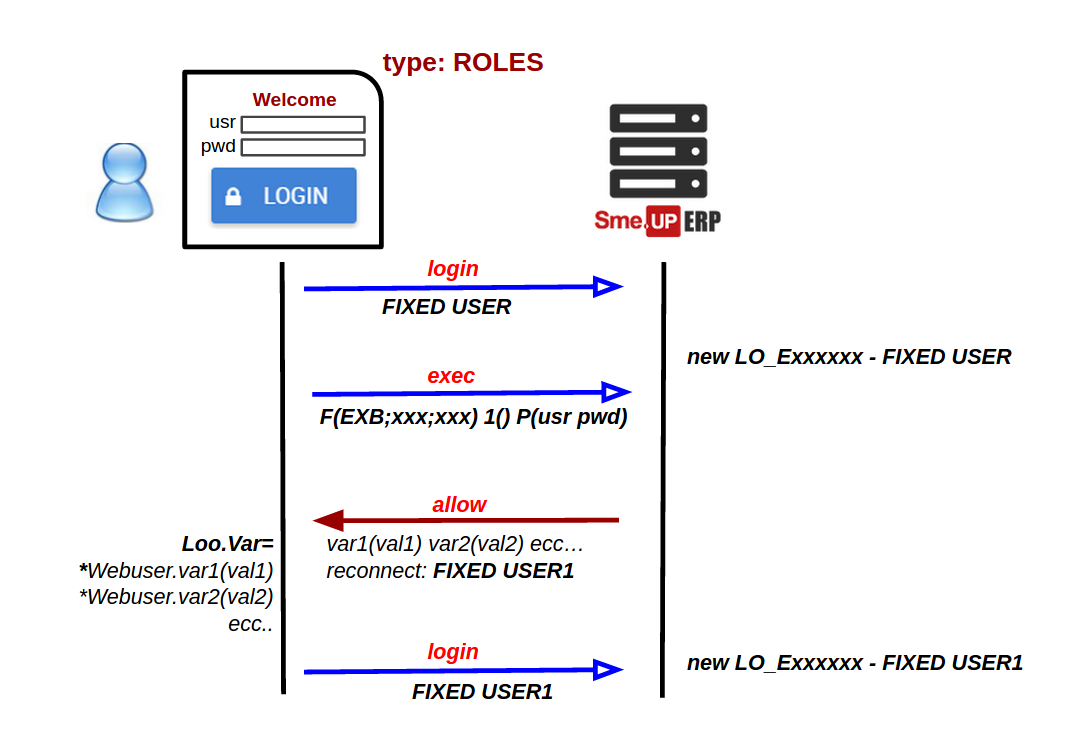 type: ROLES
Welcome
usr
pwd
LOGIN
Sme.UP ERP
login
FIXED USER
new LO_Exxxxxx - FIXED USER
exec
F(EXB;xxx;xxx) 1() P(usr pwd)
allow
Loo.Var=
var1(val1) var2(val2) ecc…
*Webuser.var1(val1)
reconnect: FIXED USER1
*Webuser.var2(val2)
ecc..
login
new LO_Exxxxxx - FIXED USER1
FIXED USER1